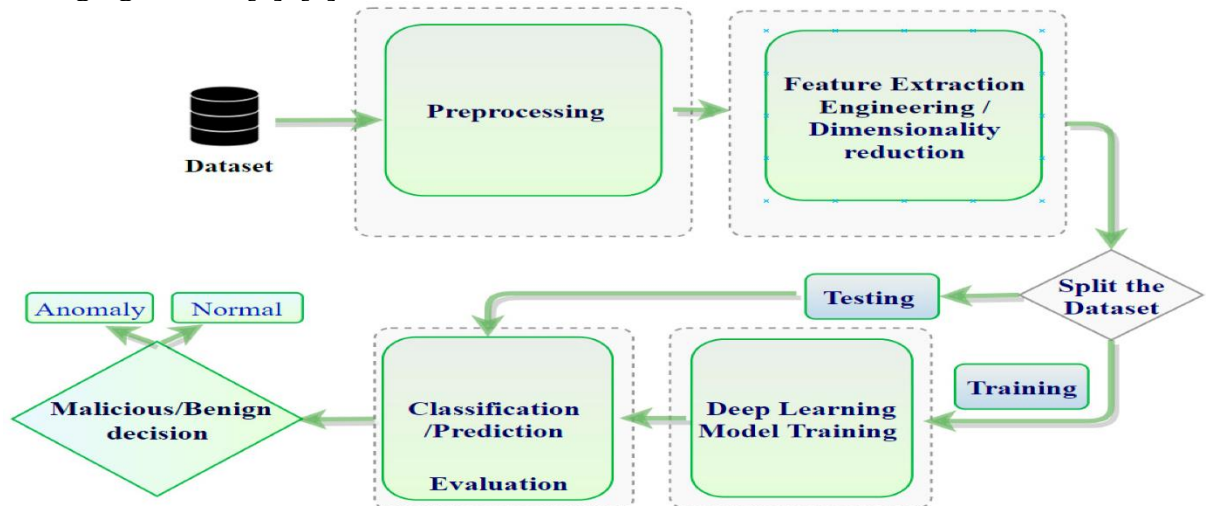 Dataset
Preprocessing
Feature Extraction
Engineering /
Dimensionality
reduction
Split the
Dataset
Testing
Training
Deep Learning
Model Training
Classification
/Prediction
Evaluation
Malicious/Benign
decision
Anomaly
Normal